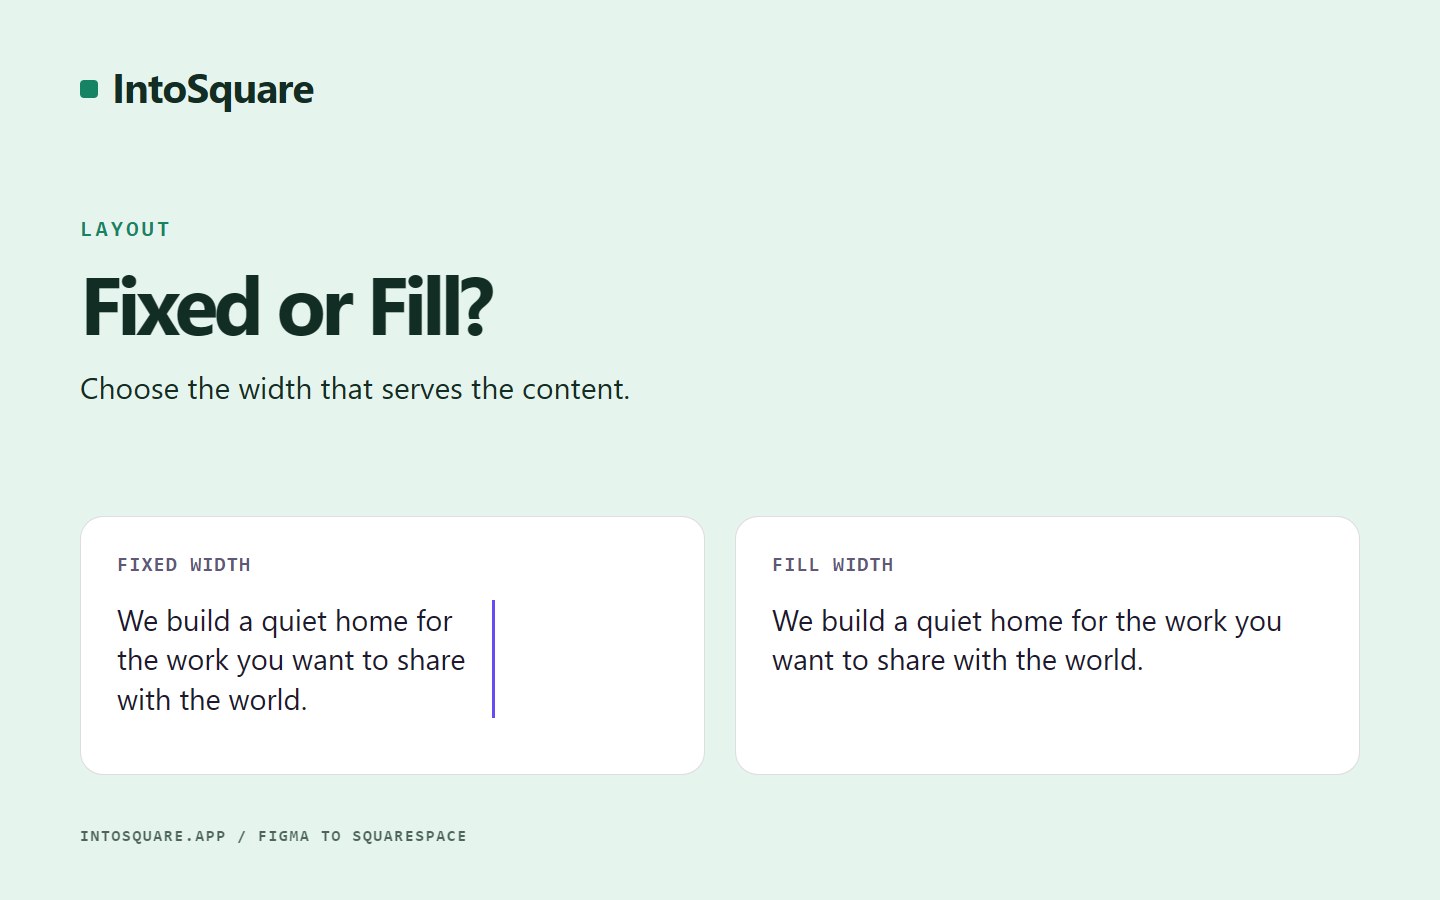 IntoSquare
LAYOUT
Fixed or Fill?
Choose the width that serves the content.
FIXED WIDTH
We build a quiet home for
the work you want to share
with the world.
FILL WIDTH
We build a quiet home for the work you
want to share with the world.
INTOSQUARE.APP / FIGMA TO SQUARESPACE